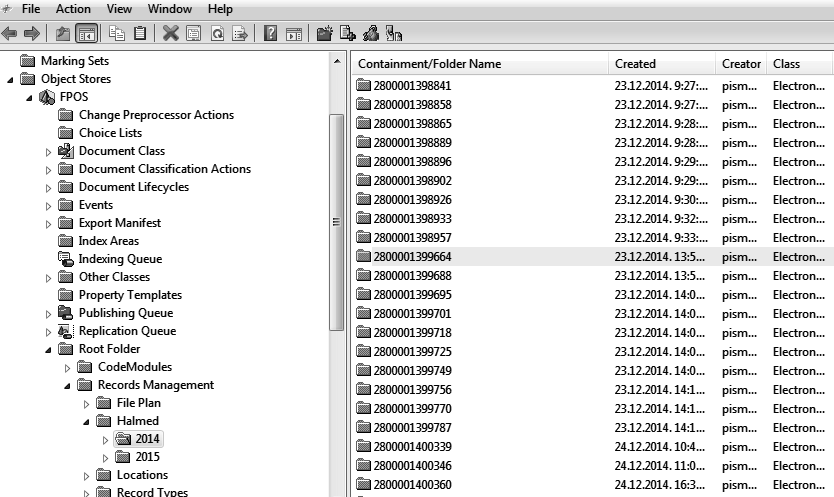 File Action View Window Help
Marking Sets
Object Stores
FPOS
Change Preprocessor Actions
Choice Lists
Document Class
Document Classification Actions
Document Lifecycles
Events
Export Manifest
Index Areas
Indexing Queue
Other Classes
Property Templates
Publishing Queue
Replication Queue
Root Folder
CodeModules
Records Management
File Plan
Halmed
2014
2015
Locations
Record Types
Containment/Folder Name Created Creator Class
2800001398841 23.12.2014. 9:27:... pism... Electron...
2800001398858 23.12.2014. 9:27:... pism... Electron...
2800001398865 23.12.2014. 9:28:... pism... Electron...
2800001398889 23.12.2014. 9:28:... pism... Electron...
2800001398896 23.12.2014. 9:29:... pism... Electron...
2800001398902 23.12.2014. 9:29:... pism... Electron...
2800001398926 23.12.2014. 9:30:... pism... Electron...
2800001398933 23.12.2014. 9:32:... pism... Electron...
2800001398957 23.12.2014. 9:33:... pism... Electron...
2800001399664 23.12.2014. 13:5... pism... Electron...
2800001399688 23.12.2014. 13:5... pism... Electron...
2800001399695 23.12.2014. 14:0... pism... Electron...
2800001399701 23.12.2014. 14:0... pism... Electron...
2800001399718 23.12.2014. 14:0... pism... Electron...
2800001399725 23.12.2014. 14:0... pism... Electron...
2800001399749 23.12.2014. 14:0... pism... Electron...
2800001399756 23.12.2014. 14:1... pism... Electron...
2800001399770 23.12.2014. 14:1... pism... Electron...
2800001399787 23.12.2014. 14:1... pism... Electron...
2800001400339 24.12.2014. 10:4... pism... Electron...
2800001400346 24.12.2014. 11:0... pism... Electron...
2800001400360 24.12.2014. 16:3... pism... Electron...